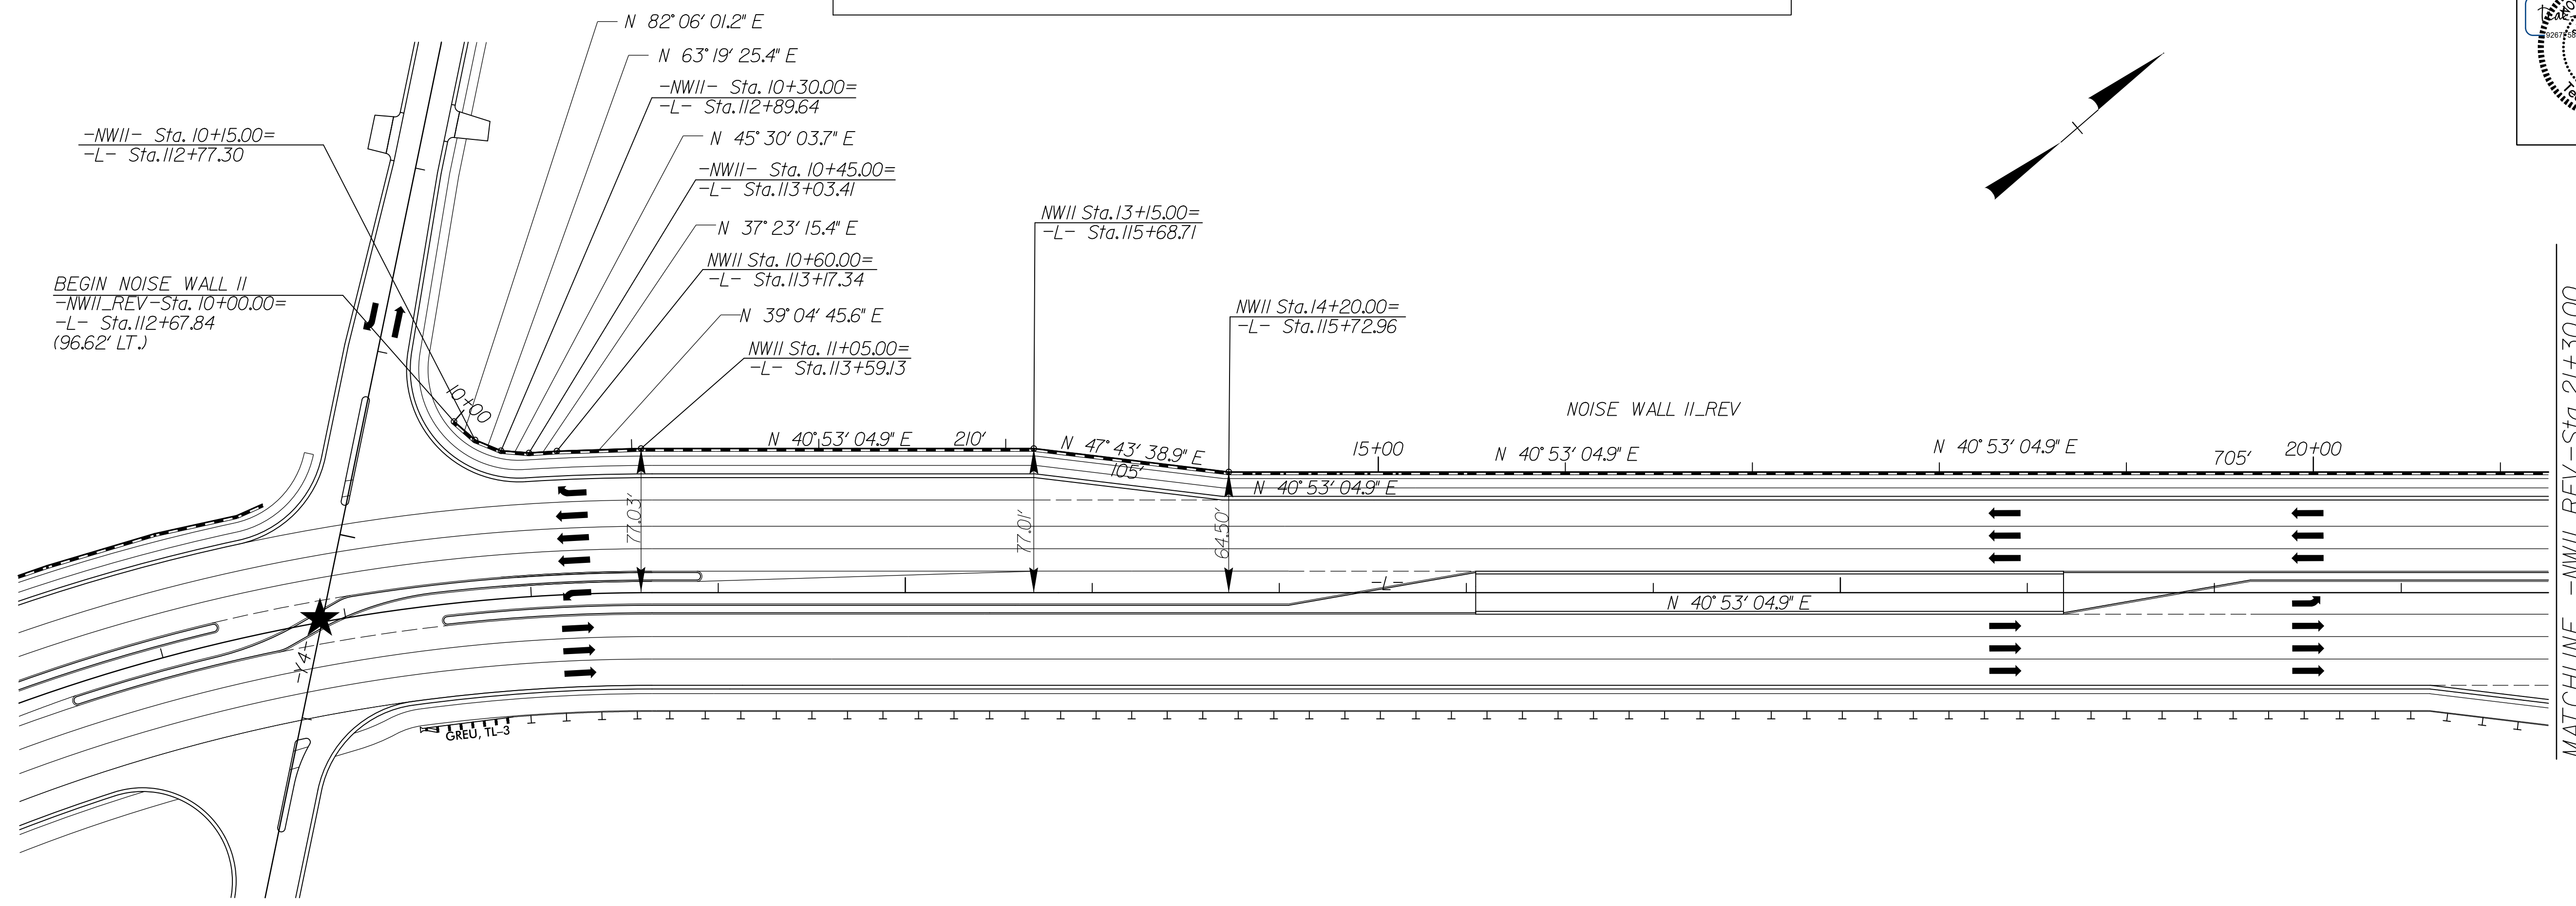 N 82° 06' 01.2" E
N 63° 19' 25.4" E
-NW11- Sta. 10+30.00=
-L- Sta. 112+89.64
N 45° 30' 03.7" E
-NW11- Sta. 10+45.00=
-L- Sta. 113+03.41
N 37° 23' 15.4" E
NW11 Sta. 10+60.00=
-L- Sta. 113+17.34
N 39° 04' 45.6" E
NW11 Sta. 11+05.00=
-L- Sta. 113+59.13
-NW11- Sta. 10+15.00=
-L- Sta. 112+77.30
BEGIN NOISE WALL 11
-NW11_REV-Sta. 10+00.00=
-L- Sta. 112+67.84
(96.62' LT.)
NW11 Sta. 13+15.00=
-L- Sta. 115+68.71
NW11 Sta. 14+20.00=
-L- Sta. 115+72.96
NOISE WALL 11_REV
10+00
N 40° 53' 04.9" E
210'
N 47° 43' 38.9" E
105'
15+00
N 40° 53' 04.9" E
N 40° 53' 04.9" E
705'
20+00
N 40° 53' 04.9" E
77.03'
77.01'
64.50'
-L-
N 40° 53' 04.9" E
-Y4-
GREU, TL-3
MATCHLINE -NW11_REV-Sta 21+30.00